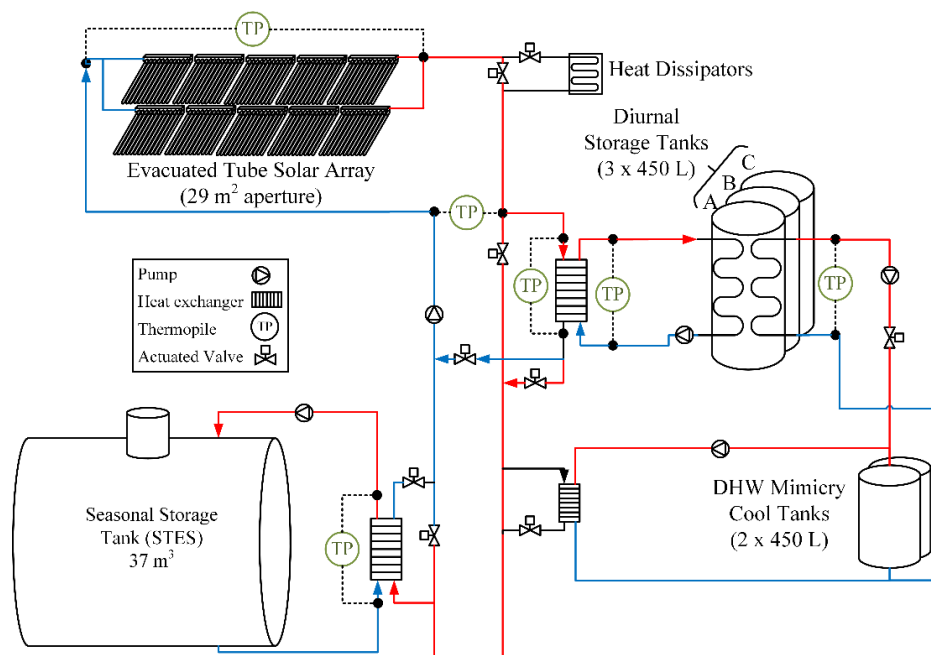 TP
Heat Dissipators
Diurnal
Storage Tanks
(3 x 450 L)
C
B
A
Evacuated Tube Solar Array
(29 m² aperture)
TP
TP
TP
TP
Pump
Heat exchanger
Thermopile
TP
Actuated Valve
DHW Mimicry
Cool Tanks
(2 x 450 L)
Seasonal Storage
Tank (STES)
37 m³
TP